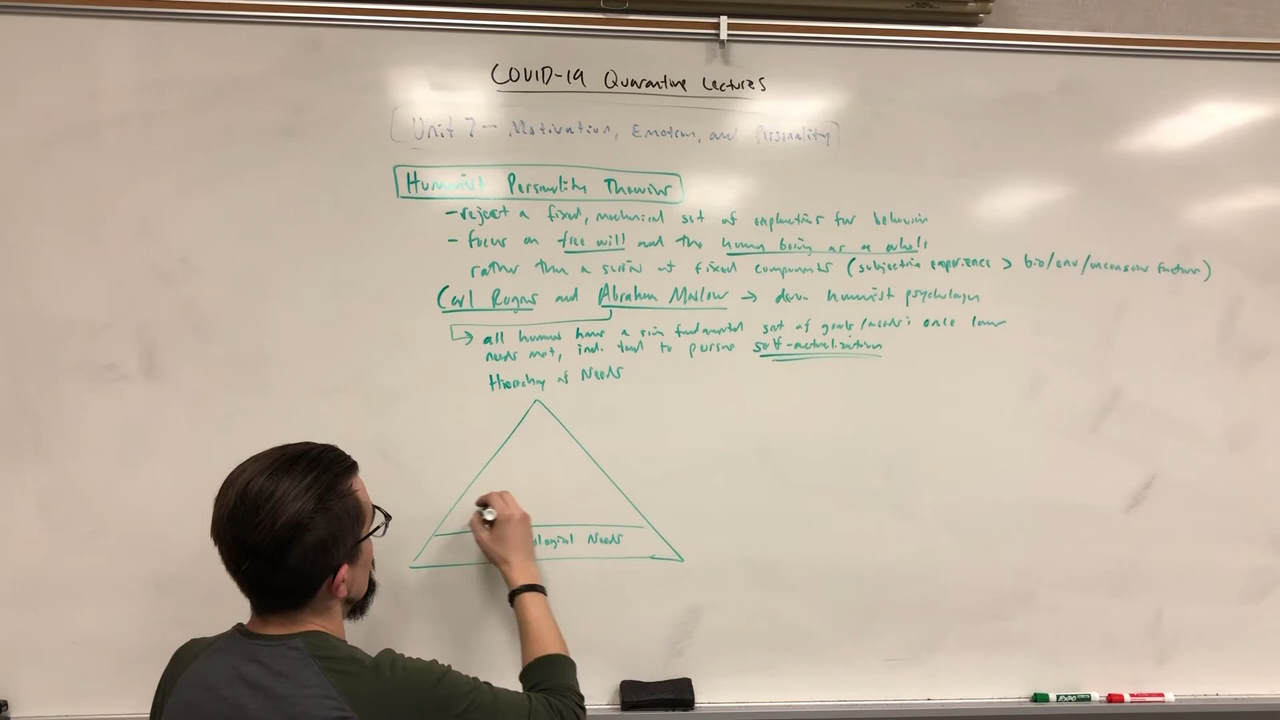 COVID-19 Quarantine Lectures
Unit 7 - Motivation, Emotion, and Personality
Humanist Personality Theories
- reject a fixed, mechanical set of explanations for behavior
- focus on free will and the human being as a whole
rather than a series of fixed components (subjective experience > bio/env/unconscious factors)
Carl Rogers and Abraham Maslow → humanist psychology
↳ all humans have a fundamental set of goals/needs; once lower
needs met, ind. tend to pursue self-actualization
Hierarchy of Needs
ological Needs
EXPO